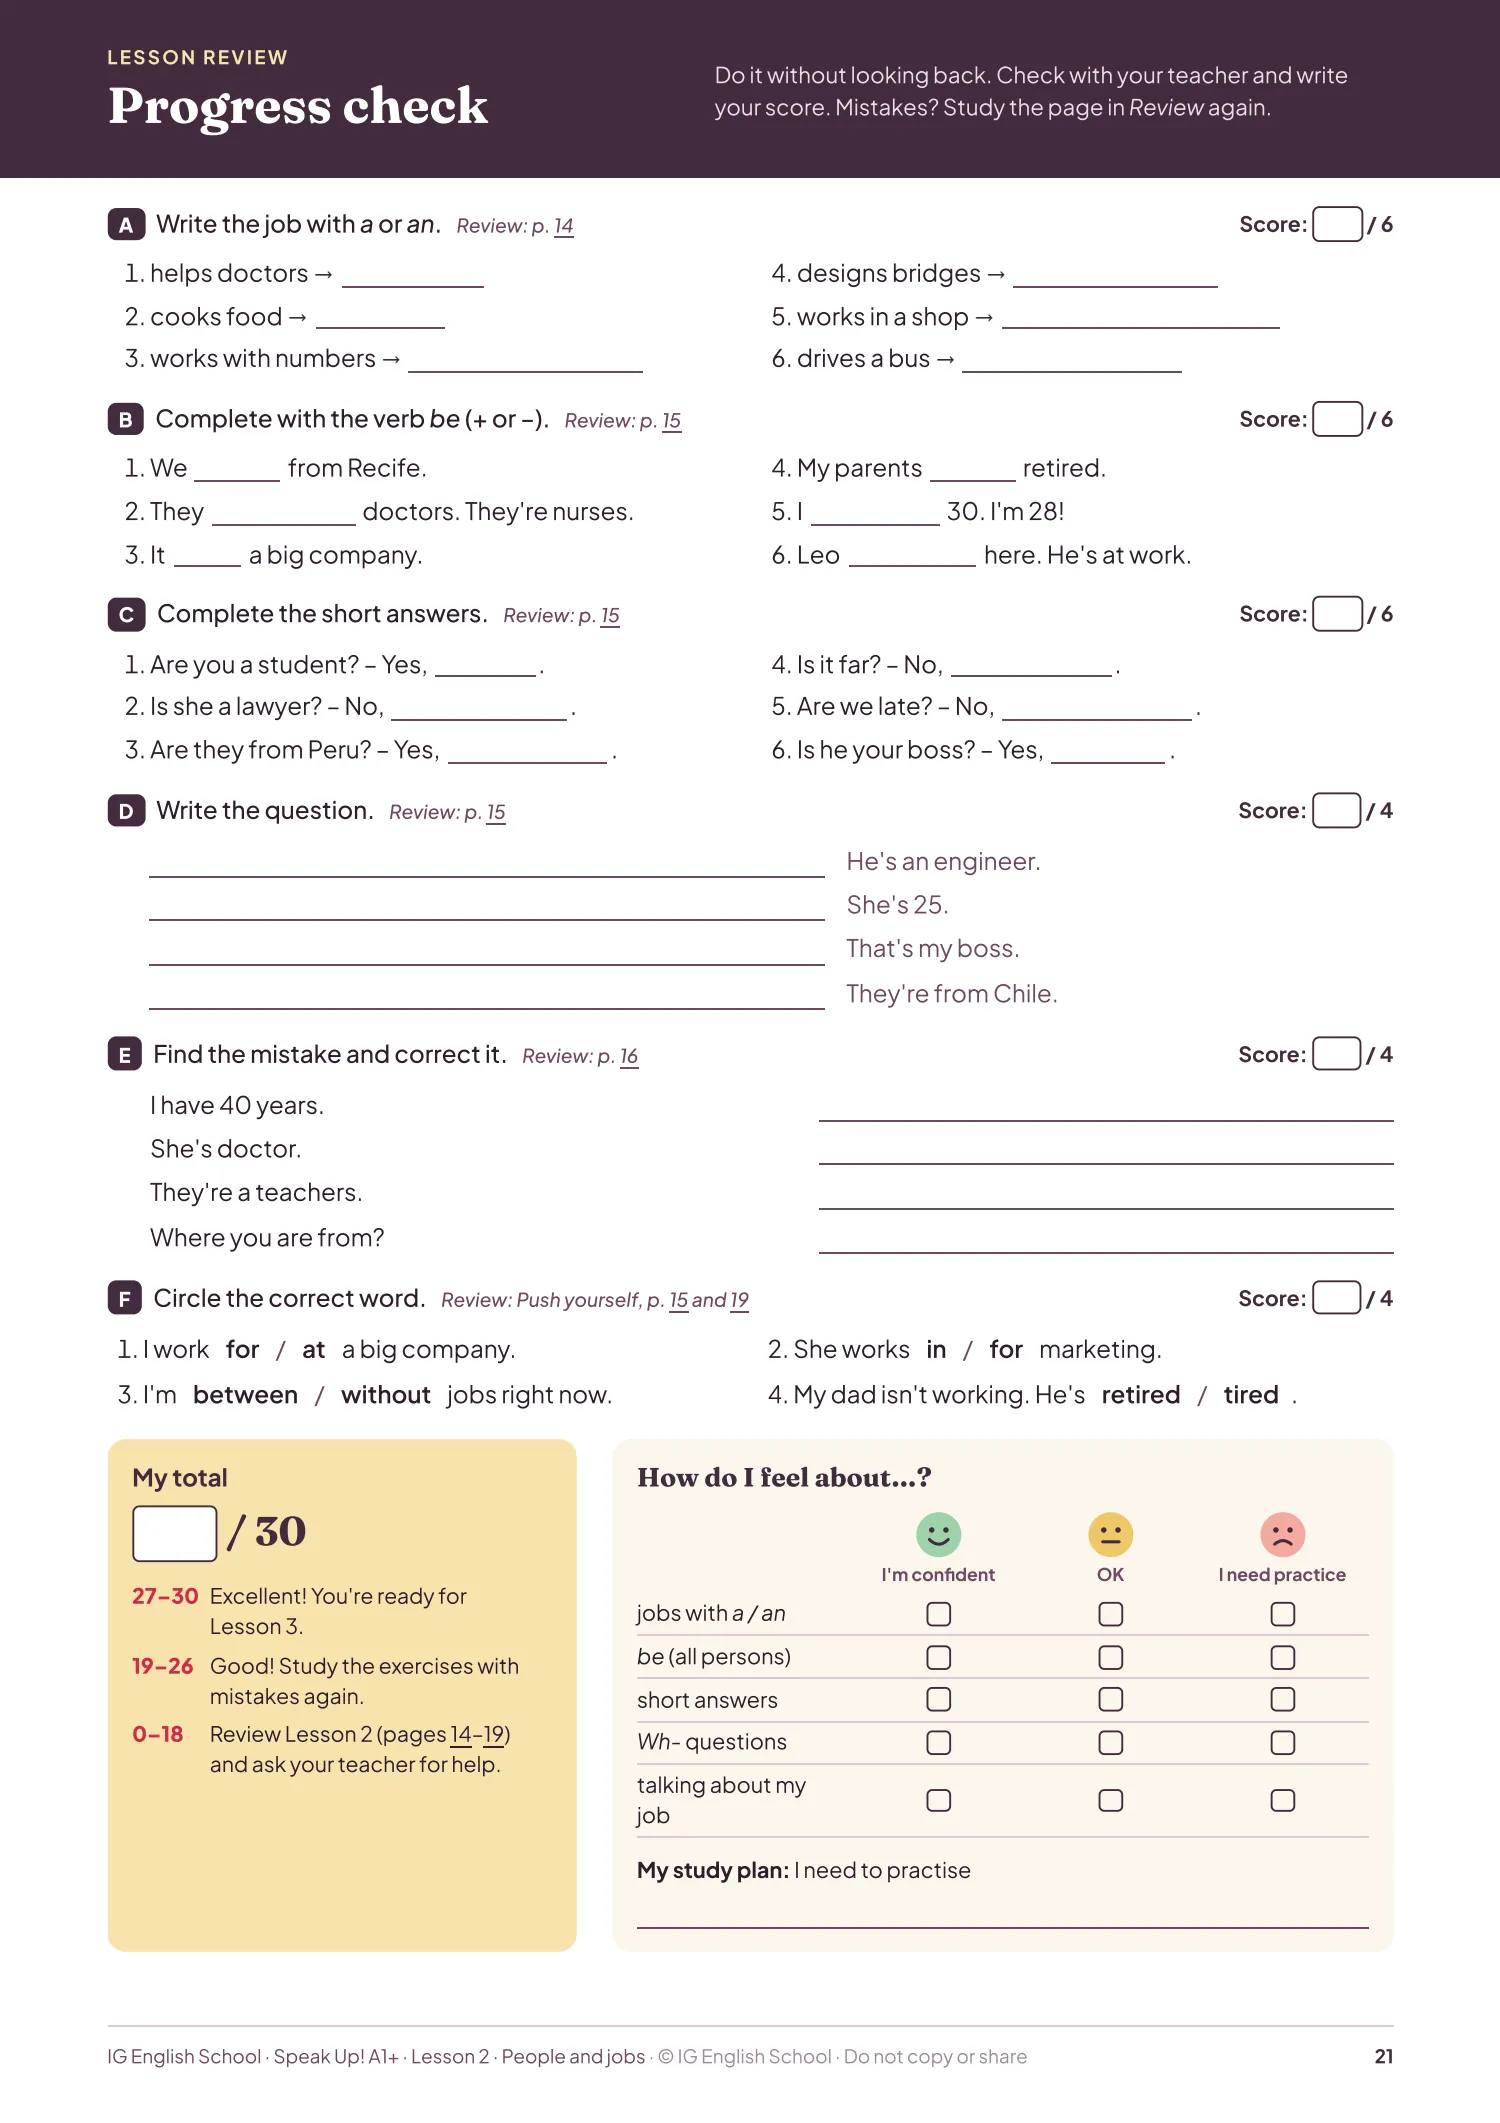 LESSON REVIEW
Progress check
Do it without looking back. Check with your teacher and write
your score. Mistakes? Study the page in Review again.
A Write the job with a or an. Review: p. 14 Score: / 6
1. helps doctors →
2. cooks food →
3. works with numbers →
4. designs bridges →
5. works in a shop →
6. drives a bus →
B Complete with the verb be (+ or –). Review: p. 15 Score: / 6
1. We ______ from Recife.
2. They ______ doctors. They're nurses.
3. It ______ a big company.
4. My parents ______ retired.
5. I ______ 30. I'm 28!
6. Leo ______ here. He's at work.
C Complete the short answers. Review: p. 15 Score: / 6
1. Are you a student? – Yes, ______ .
2. Is she a lawyer? – No, ______ .
3. Are they from Peru? – Yes, ______ .
4. Is it far? – No, ______ .
5. Are we late? – No, ______ .
6. Is he your boss? – Yes, ______ .
D Write the question. Review: p. 15 Score: / 4
He's an engineer.
She's 25.
That's my boss.
They're from Chile.
E Find the mistake and correct it. Review: p. 16 Score: / 4
I have 40 years.
She's doctor.
They're a teachers.
Where you are from?
F Circle the correct word. Review: Push yourself, p. 15 and 19 Score: / 4
1. I work for / at a big company.
2. She works in / for marketing.
3. I'm between / without jobs right now.
4. My dad isn't working. He's retired / tired .
My total
/ 30
27–30 Excellent! You're ready for
Lesson 3.
19–26 Good! Study the exercises with
mistakes again.
0–18 Review Lesson 2 (pages 14–19)
and ask your teacher for help.
How do I feel about...?
I'm confident OK I need practice
jobs with a / an
be (all persons)
short answers
Wh- questions
talking about my
job
My study plan: I need to practise
IG English School · Speak Up! A1+ · Lesson 2 · People and jobs · © IG English School · Do not copy or share 21